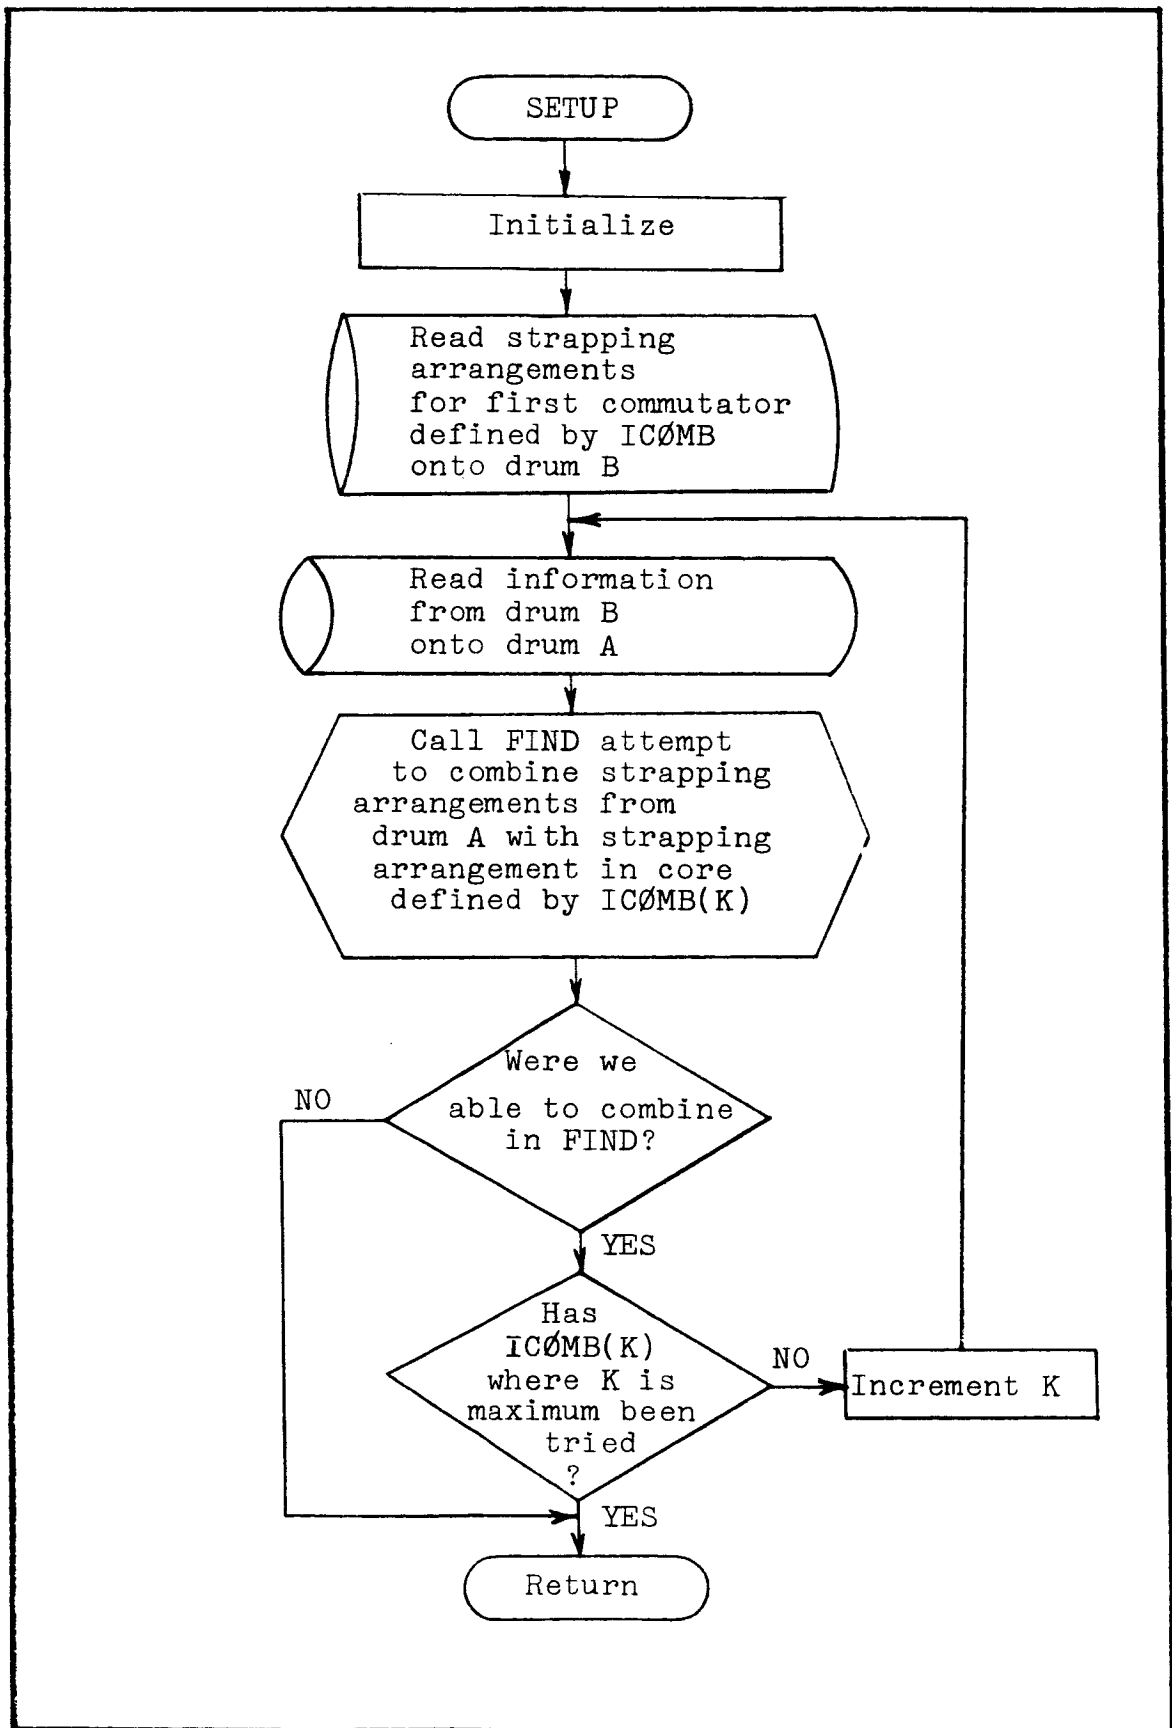 SETUP
Initialize
Read strapping
arrangements
for first commutator
defined by ICØMB
onto drum B
Read information
from drum B
onto drum A
Call FIND attempt
to combine strapping
arrangements from
drum A with strapping
arrangement in core
defined by ICØMB(K)
Were we
able to combine
in FIND?
NO
YES
Has
ICØMB(K)
where K is
maximum been
tried
?
NO
Increment K
YES
Return